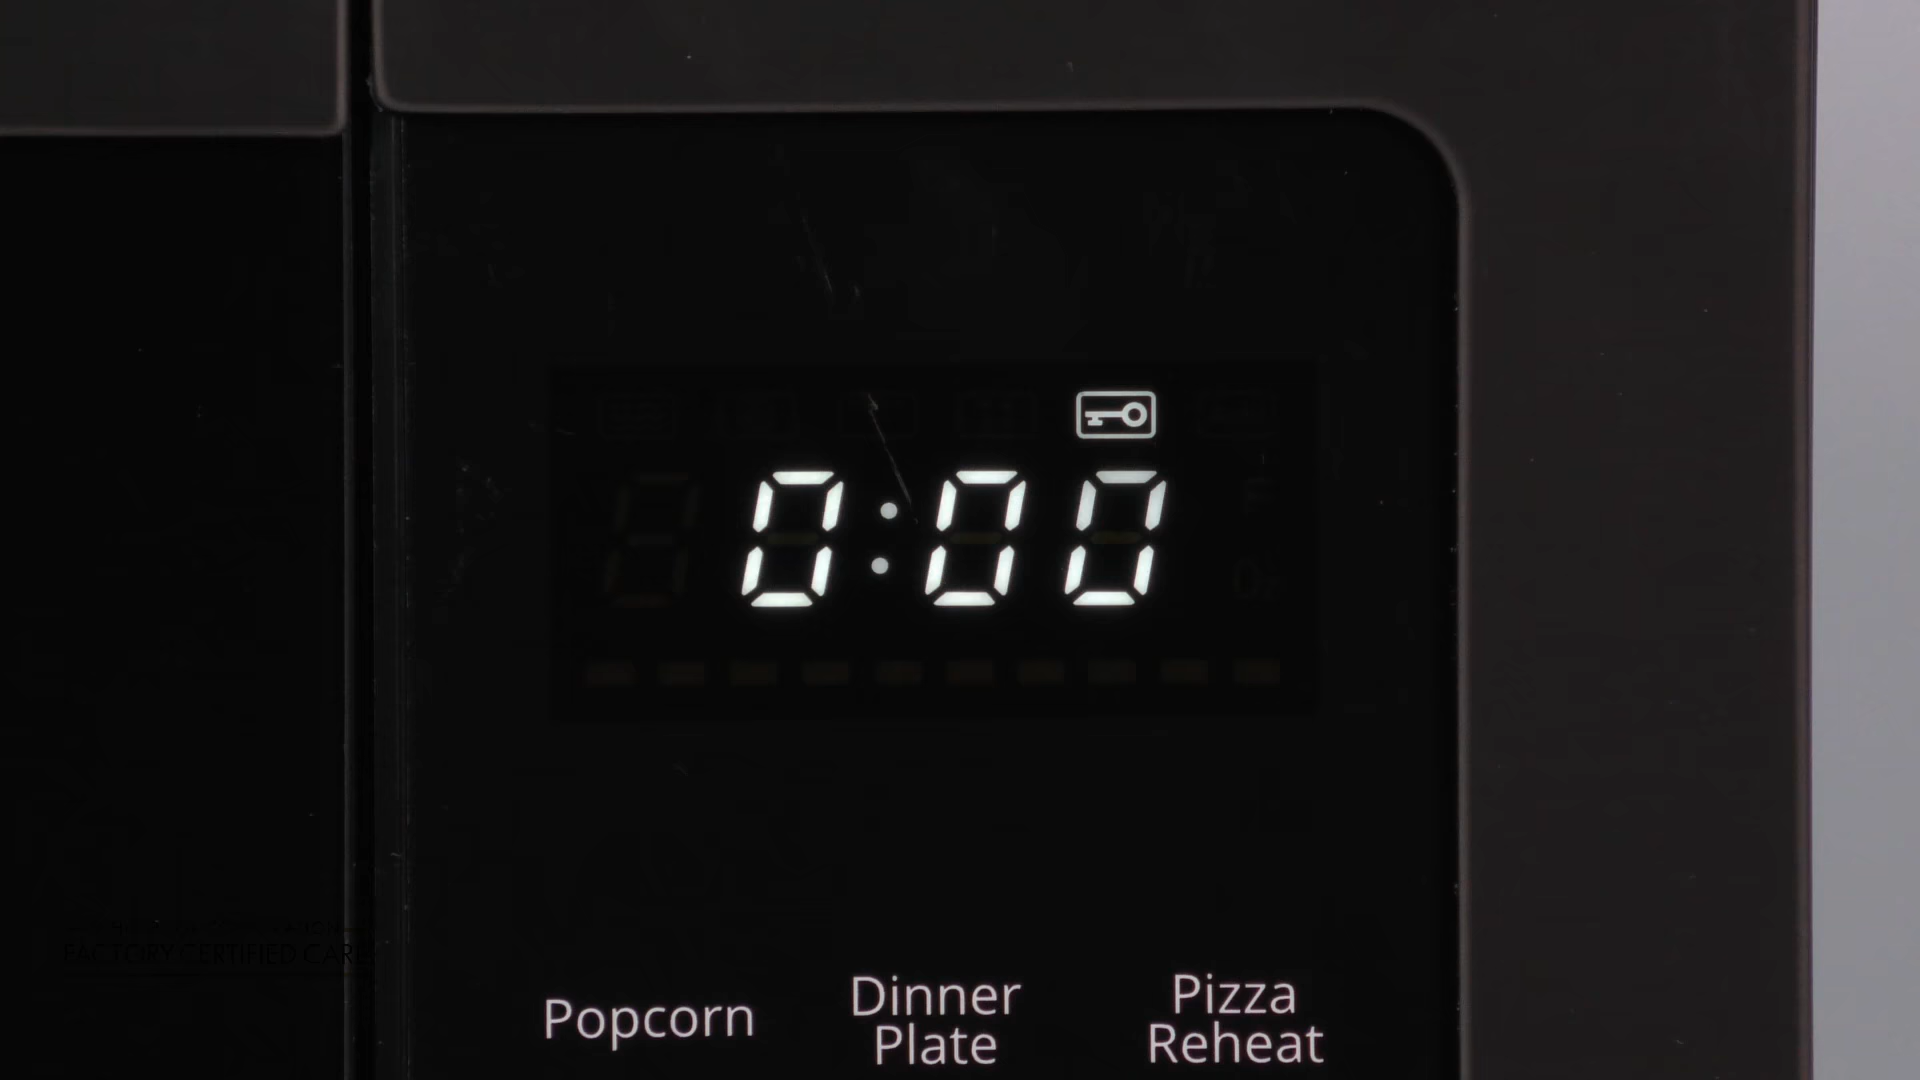 0:00
FACTORY CERTIFIED CARE
Popcorn
Dinner
Plate
Pizza
Reheat